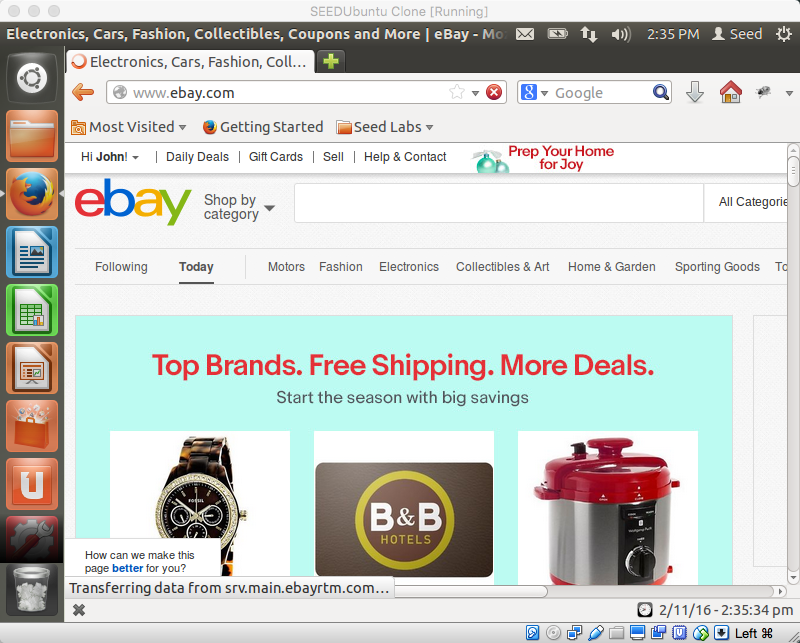 SEEDUbuntu Clone [Running]
Electronics, Cars, Fashion, Collectibles, Coupons and More | eBay - Mo
2:35 PM Seed
Electronics, Cars, Fashion, Coll...
www.ebay.com
8 Google
Most Visited Getting Started Seed Labs
Hi John! | Daily Deals | Gift Cards | Sell | Help & Contact
Prep Your Home
for Joy
ebay
Shop by
category
All Categorie
Following Today Motors Fashion Electronics Collectibles & Art Home & Garden Sporting Goods To
Top Brands. Free Shipping. More Deals.
Start the season with big savings
FOSSIL
B&B
HOTELS
How can we make this
page better for you?
Transferring data from srv.main.ebayrtm.com...
2/11/16 - 2:35:34 pm
Left ⌘